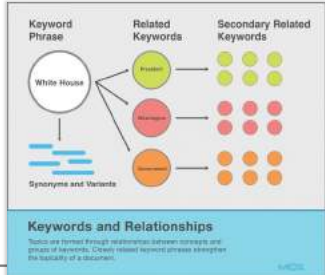 Keyword
Phrase
Related
Keywords
Secondary Related
Keywords
White House
President
Washington
Government
Synonyms and Variants
Keywords and Relationships
Topics are formed through relationships between concepts and
groups of keywords. Closely related keyword phrases strengthen
the topicality of a document.
MOZ